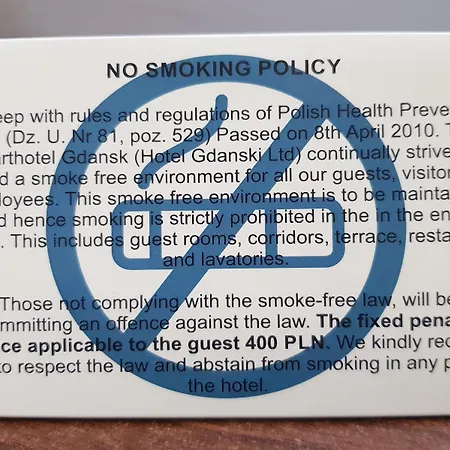 NO SMOKING POLICY
eep with rules and regulations of Polish Health Preve
(Dz. U. Nr 81, poz. 529) Passed on 8th April 2010. T
arthotel Gdansk (Hotel Gdanski Ltd) continually strive
d a smoke free environment for all our guests, visitor
loyees. This smoke free environment is to be mainta
d hence smoking is strictly prohibited in the in the en
. This includes guest rooms, corridors, terrace, resta
and lavatories.
Those not complying with the smoke-free law, will be
ommitting an offence against the law. The fixed pena
ce applicable to the guest 400 PLN. We kindly rec
to respect the law and abstain from smoking in any p
the hotel.